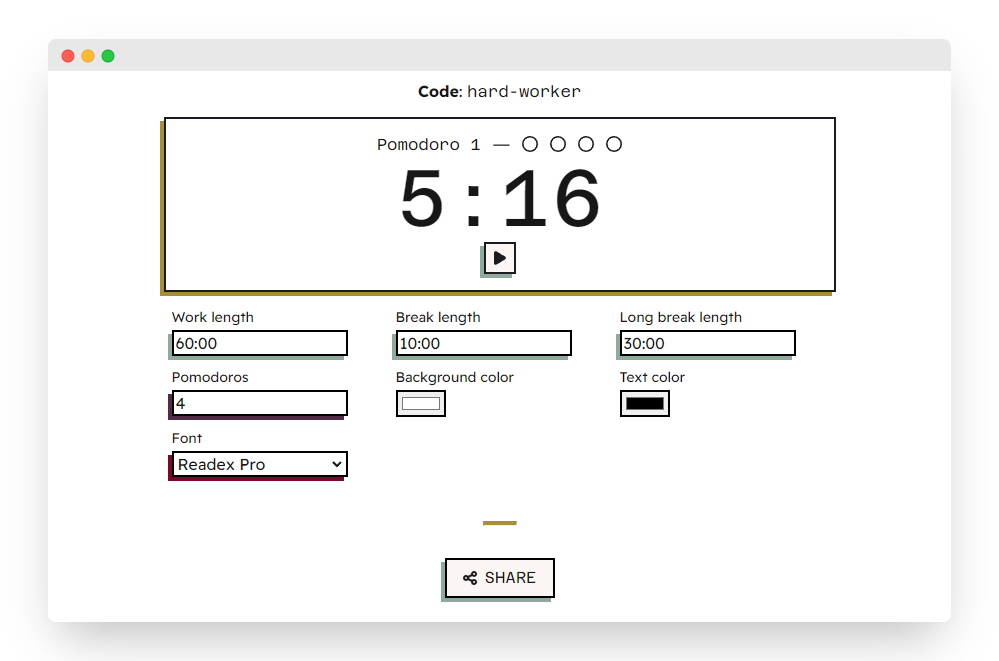 Code: hard-worker
Pomodoro 1 — ○ ○ ○ ○
5:16
Work length
Break length
Long break length
60:00
10:00
30:00
Pomodoros
Background color
Text color
4
Font
Readex Pro
SHARE